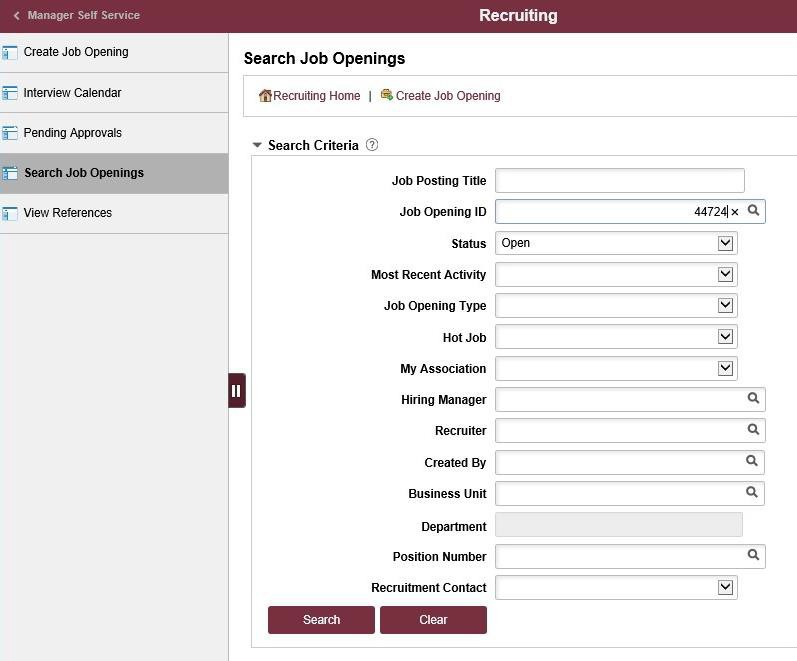 Manager Self Service
Recruiting
Create Job Opening
Interview Calendar
Pending Approvals
Search Job Openings
View References
Search Job Openings
Recruiting Home | Create Job Opening
Search Criteria ?
Job Posting Title
Job Opening ID 44724 ×
Status Open
Most Recent Activity
Job Opening Type
Hot Job
My Association
Hiring Manager
Recruiter
Created By
Business Unit
Department
Position Number
Recruitment Contact
Search Clear